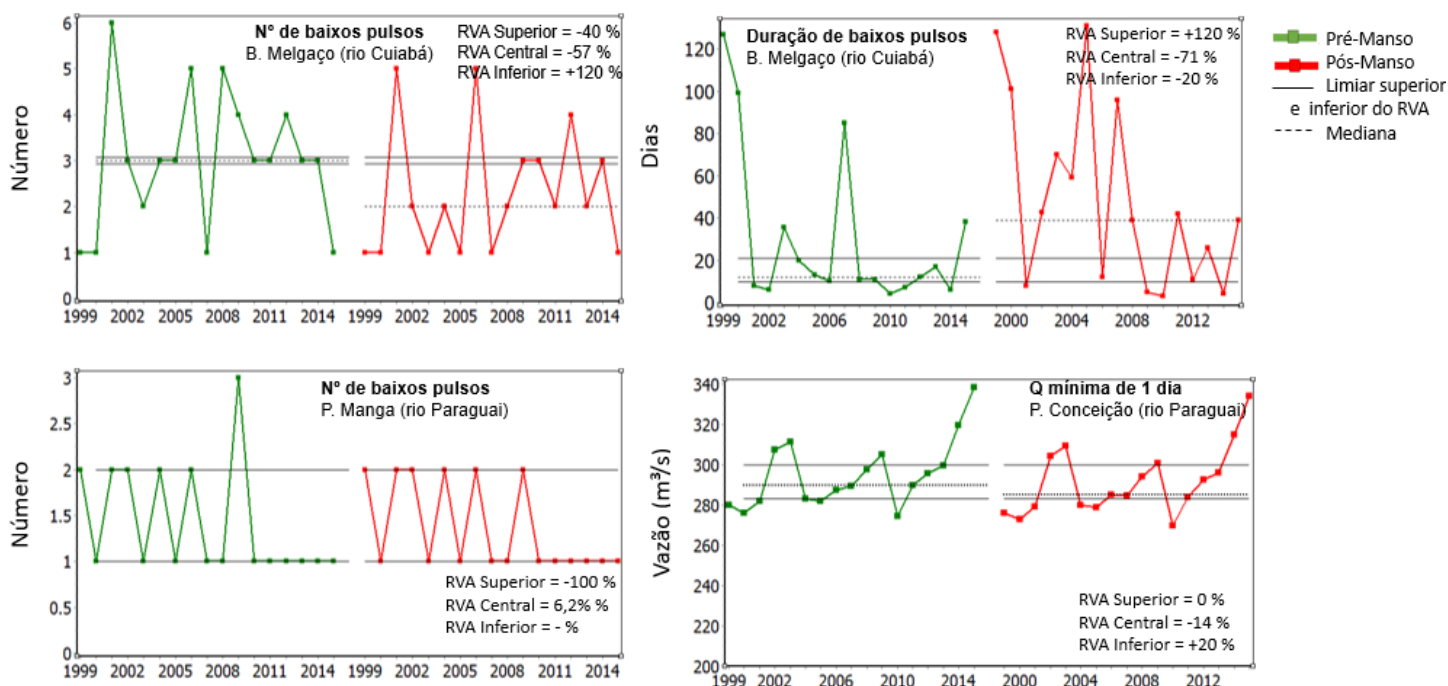 Nº de baixos pulsos
B. Melgaço (rio Cuiabá)
RVA Superior = -40 %
RVA Central = -57 %
RVA Inferior = +120 %
Número
6
5
4
3
2
1
0
1999 2002 2005 2008 2011 2014 1999 2002 2005 2008 2011 2014
Duração de baixos pulsos
B. Melgaço (rio Cuiabá)
RVA Superior = +120 %
RVA Central = -71 %
RVA Inferior = -20 %
Dias
120
100
80
60
40
20
0
1999 2002 2006 2010 2014 2000 2004 2008 2012
Pré-Manso
Pós-Manso
Limiar superior
e inferior do RVA
Mediana
Nº de baixos pulsos
P. Manga (rio Paraguai)
Número
3
2.5
2
1.5
1
0.5
0
RVA Superior = -100 %
RVA Central = 6,2% %
RVA Inferior = - %
1999 2002 2005 2008 2011 2014 1999 2002 2005 2008 2011 2014
Q mínima de 1 dia
P. Conceição (rio Paraguai)
Vazão (m³/s)
340
320
300
280
260
240
220
200
RVA Superior = 0 %
RVA Central = -14 %
RVA Inferior = +20 %
1999 2002 2006 2010 2014 2000 2004 2008 2012